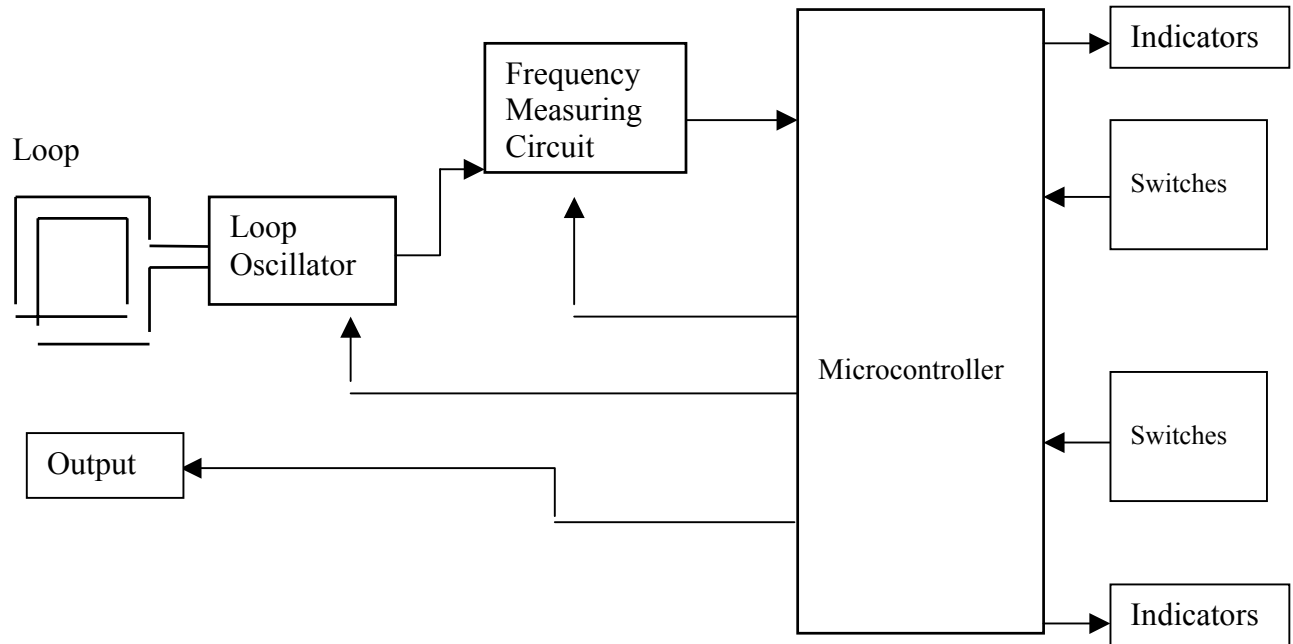 Indicators
Frequency
Measuring
Circuit
Loop
Switches
Loop
Oscillator
Microcontroller
Switches
Output
Indicators